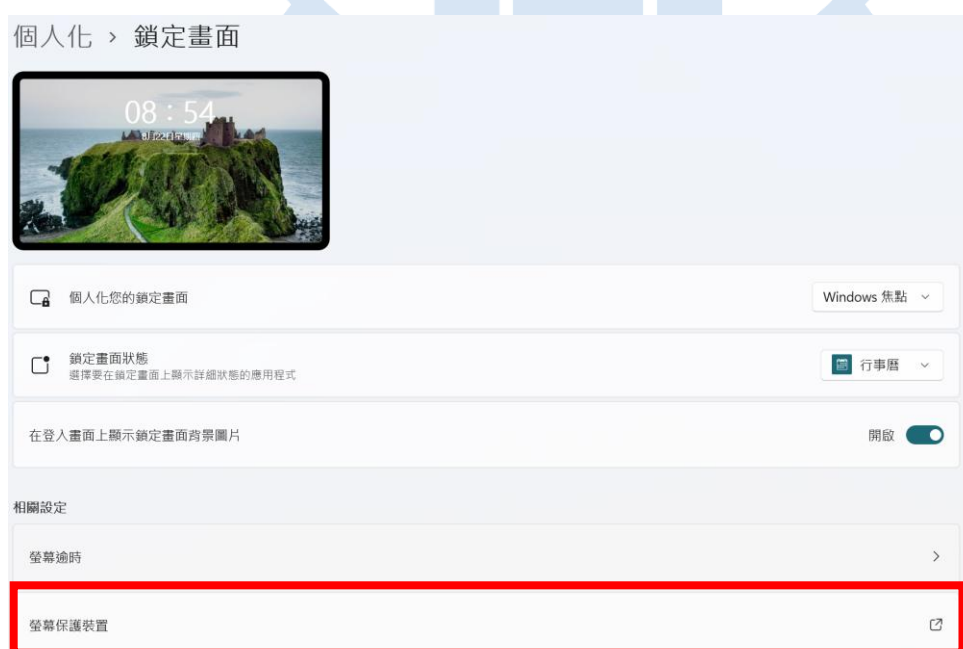 個人化 > 鎖定畫面
08:54
個人化您的鎖定畫面
Windows 焦點
鎖定畫面狀態
選擇要在鎖定畫面上顯示詳細狀態的應用程式
行事曆
在登入畫面上顯示鎖定畫面背景圖片
開啟
相關設定
螢幕逾時
螢幕保護裝置